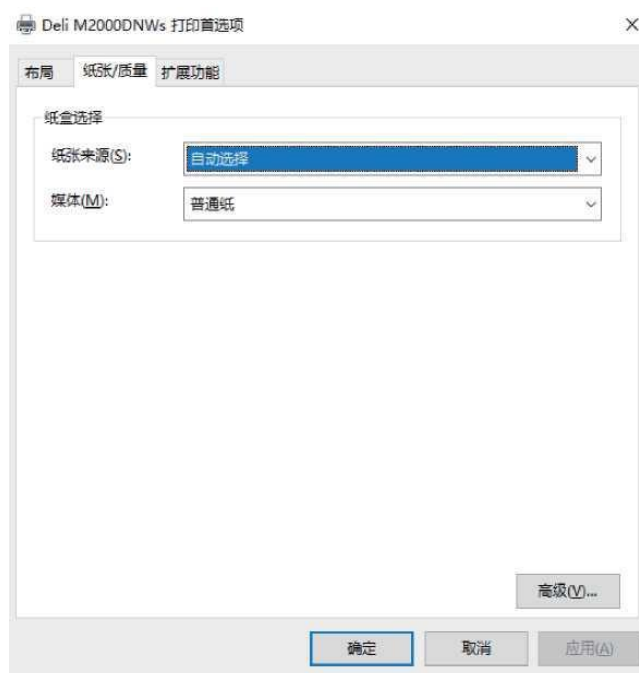 Deli M2000DNWs 打印首选项
布局 纸张/质量 扩展功能
纸盒选择
纸张来源(S): 自动选择
媒体(M): 普通纸
高级(V)...
确定 取消 应用(A)